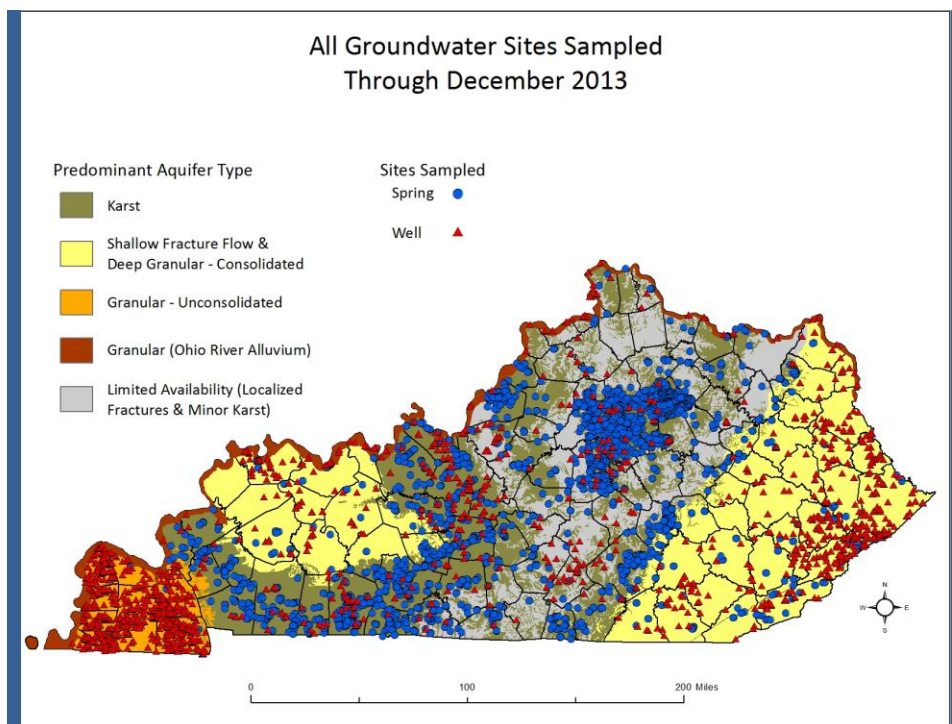 All Groundwater Sites Sampled
Through December 2013
Predominant Aquifer Type
Karst
Shallow Fracture Flow &
Deep Granular - Consolidated
Granular - Unconsolidated
Granular (Ohio River Alluvium)
Limited Availability (Localized
Fractures & Minor Karst)
Sites Sampled
Spring
Well
N
W E
S
0 100 200 Miles